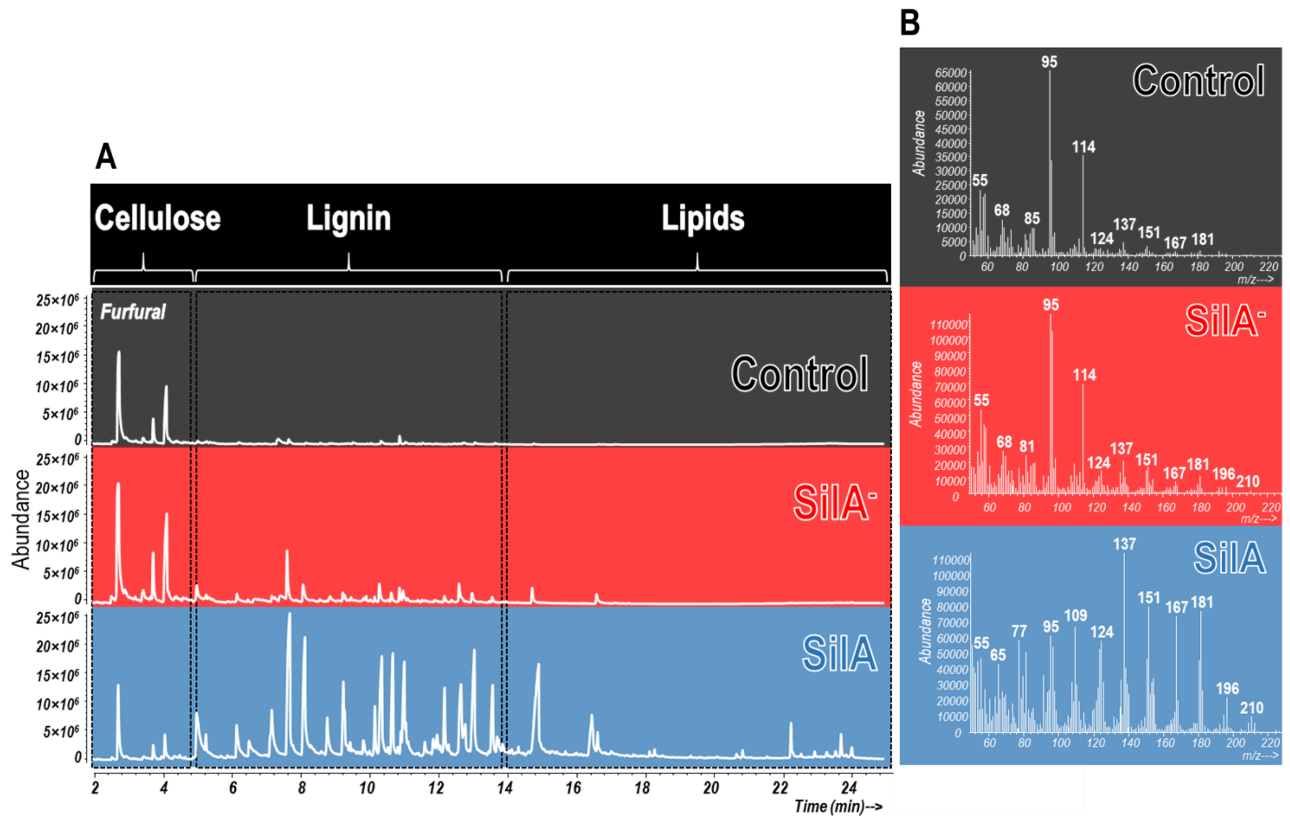 A
Cellulose Lignin Lipids
Abundance
Furfural
Control
25×10⁶
20×10⁶
15×10⁶
10×10⁶
5×10⁶
0
SilA⁻
25×10⁶
20×10⁶
15×10⁶
10×10⁶
5×10⁶
0
SilA
25×10⁶
20×10⁶
15×10⁶
10×10⁶
5×10⁶
0
2 4 6 8 10 12 14 16 18 20 22 24
Time (min)-->
B
Control
Abundance
65000
60000
55000
50000
45000
40000
35000
30000
25000
20000
15000
10000
5000
0
55 68 85 95 114 124 137 151 167 181
60 80 100 120 140 160 180 200 220
m/z--->
SilA⁻
Abundance
110000
100000
90000
80000
70000
60000
50000
40000
30000
20000
10000
0
55 68 81 95 114 124 137 151 167 181 196 210
60 80 100 120 140 160 180 200 220
m/z--->
SilA
Abundance
110000
100000
90000
80000
70000
60000
50000
40000
30000
20000
10000
0
55 65 77 95 109 124 137 151 167 181 196 210
60 80 100 120 140 160 180 200 220
m/z--->